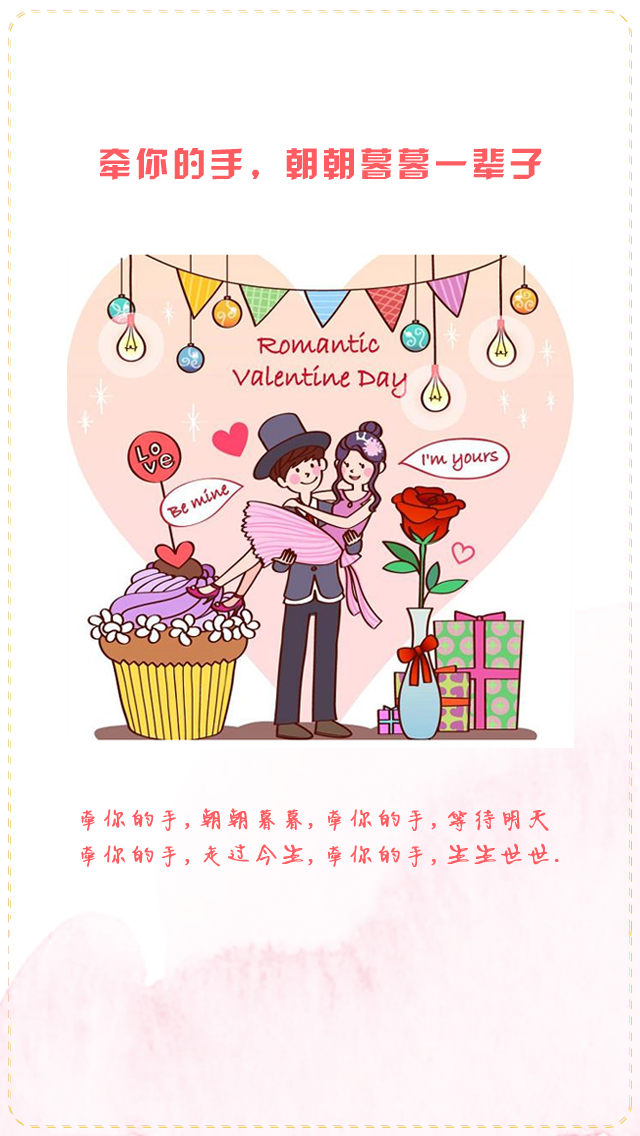 牵你的手，朝朝暮暮一辈子
Romantic
Valentine Day
Love
Be mine
I'm yours
牵你的手,朝朝暮暮,牵你的手,等待明天
牵你的手,走过今生,牵你的手,生生世世.